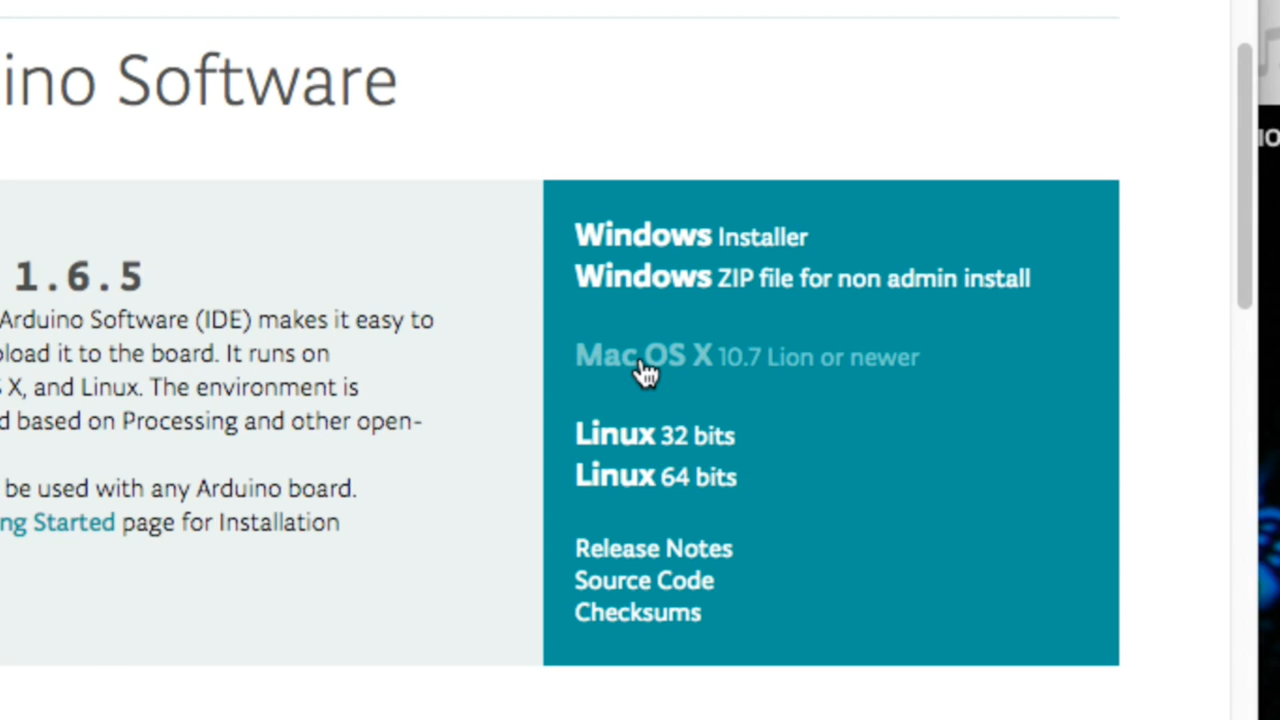 ino Software
1.6.5
Arduino Software (IDE) makes it easy to
load it to the board. It runs on
X, and Linux. The environment is
based on Processing and other open-
be used with any Arduino board.
ng Started page for Installation
Windows Installer
Windows ZIP file for non admin install
Mac OS X 10.7 Lion or newer
Linux 32 bits
Linux 64 bits
Release Notes
Source Code
Checksums